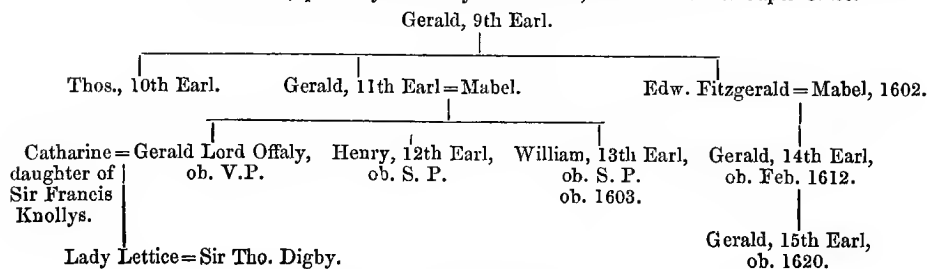 Gerald, 9th Earl.
Thos., 10th Earl. Gerald, 11th Earl=Mabel. Edw. Fitzgerald=Mabel, 1602.
Catharine=Gerald Lord Offaly, Henry, 12th Earl, William, 13th Earl, Gerald, 14th Earl,
daughter of ob. V.P. ob. S. P. ob. S. P. ob. Feb. 1612.
Sir Francis ob. 1603.
Knollys.
Gerald, 15th Earl,
Lady Lettice=Sir Tho. Digby. ob. 1620.